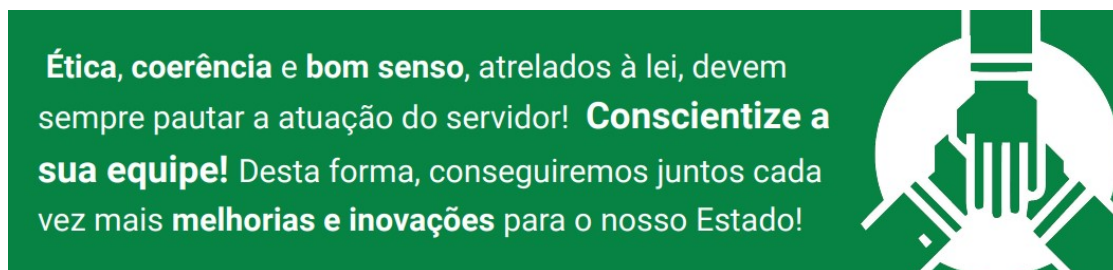 Ética, coerência e bom senso, atrelados à lei, devem
sempre pautar a atuação do servidor! Conscientize a
sua equipe! Desta forma, conseguiremos juntos cada
vez mais melhorias e inovações para o nosso Estado!